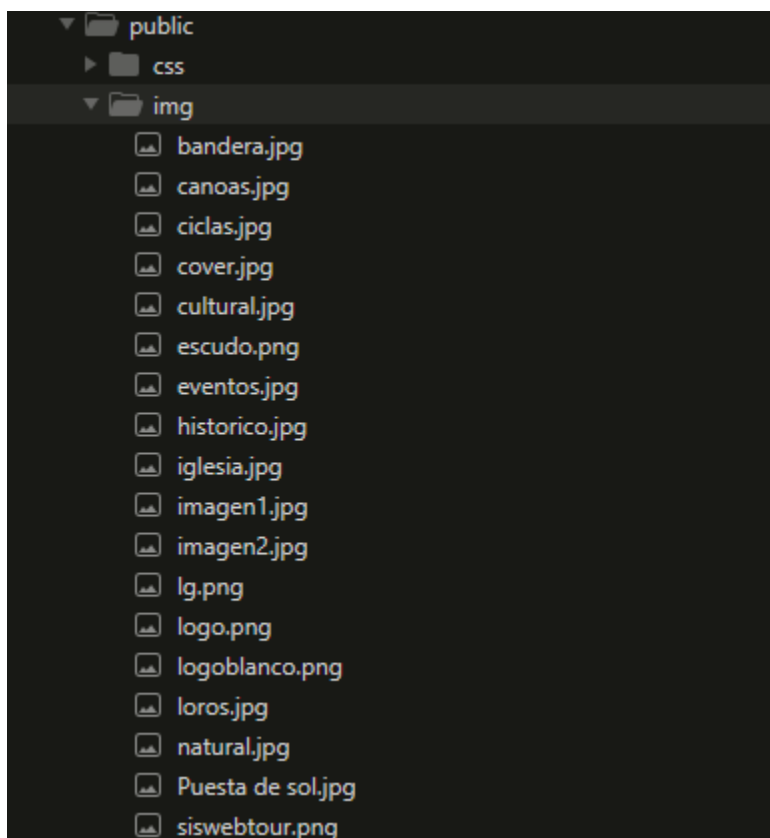 public
css
img
bandera.jpg
canoas.jpg
ciclas.jpg
cover.jpg
cultural.jpg
escudo.png
eventos.jpg
historico.jpg
iglesia.jpg
imagen1.jpg
imagen2.jpg
lg.png
logo.png
logoblanco.png
loros.jpg
natural.jpg
Puesta de sol.jpg
siswebtour.png